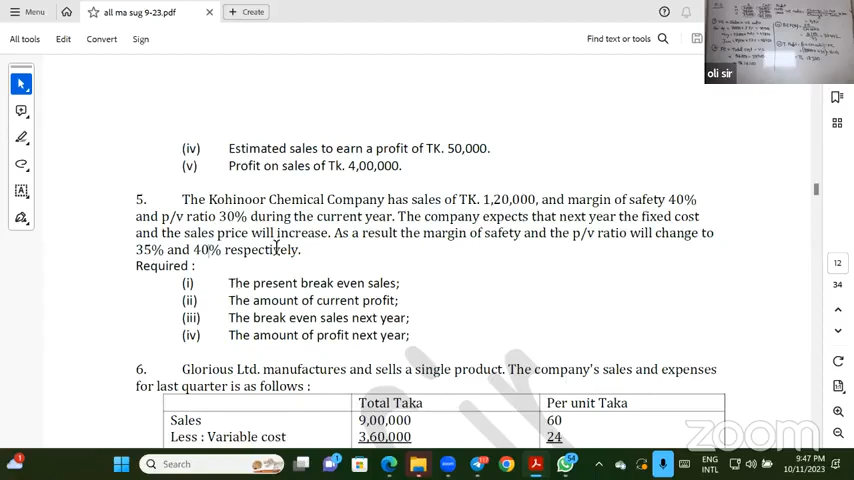 Menu
all ma sug 9-23.pdf
Create
All tools
Edit
Convert
Sign
Find text or tools
oli sir
(iv) Estimated sales to earn a profit of TK. 50,000.
(v) Profit on sales of Tk. 4,00,000.
5. The Kohinoor Chemical Company has sales of TK. 1,20,000, and margin of safety 40%
and p/v ratio 30% during the current year. The company expects that next year the fixed cost
and the sales price will increase. As a result the margin of safety and the p/v ratio will change to
35% and 40% respectively.
Required :
(i) The present break even sales;
(ii) The amount of current profit;
(iii) The break even sales next year;
(iv) The amount of profit next year;
6. Glorious Ltd. manufactures and sells a single product. The company's sales and expenses
for last quarter is as follows :
Total Taka Per unit Taka
Sales 9,00,000 60
Less : Variable cost 3,60,000 24
12
34
Sir
zoom
Search
ENG
INTL
9:47 PM
10/11/2023